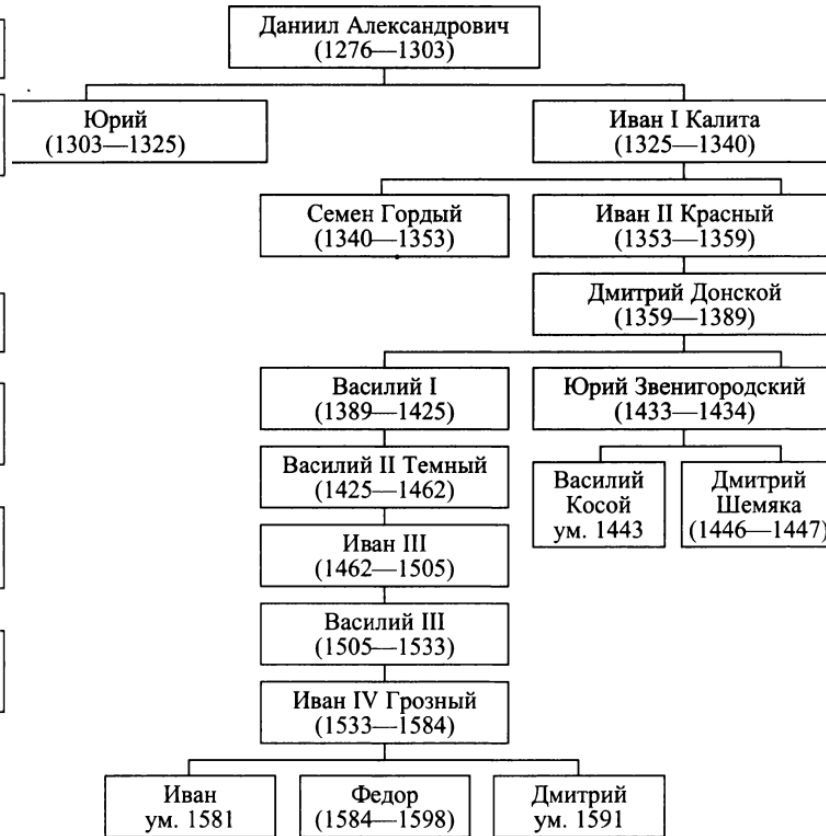 Даниил Александрович
(1276—1303)
Юрий
(1303—1325)
Иван I Калита
(1325—1340)
Семен Гордый
(1340—1353)
Иван II Красный
(1353—1359)
Дмитрий Донской
(1359—1389)
Василий I
(1389—1425)
Юрий Звенигородский
(1433—1434)
Василий II Темный
(1425—1462)
Василий
Косой
ум. 1443
Дмитрий
Шемяка
(1446—1447)
Иван III
(1462—1505)
Василий III
(1505—1533)
Иван IV Грозный
(1533—1584)
Иван
ум. 1581
Федор
(1584—1598)
Дмитрий
ум. 1591